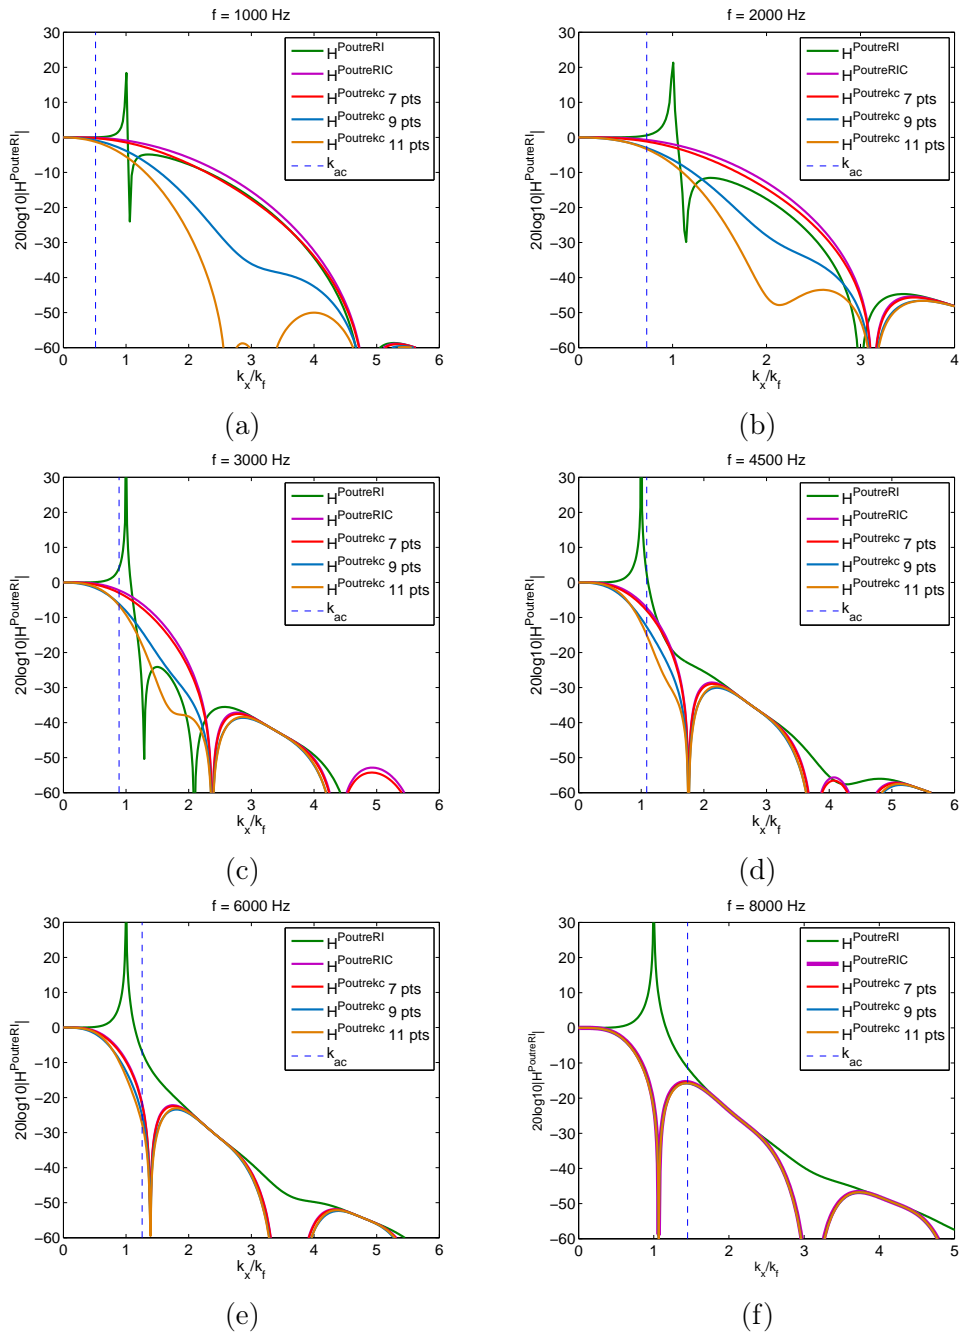 f = 1000 Hz
20log10|H^PoutreRI|
30
20
10
0
−10
−20
−30
−40
−50
−60
0 1 2 3 4 5 6
k_x/k_f
H^PoutreRI
H^PoutreRIC
H^Poutrekc 7 pts
H^Poutrekc 9 pts
H^Poutrekc 11 pts
k_ac
(a)
f = 2000 Hz
20log10|H^PoutreRI|
30
20
10
0
−10
−20
−30
−40
−50
−60
0 1 2 3 4
k_x/k_f
H^PoutreRI
H^PoutreRIC
H^Poutrekc 7 pts
H^Poutrekc 9 pts
H^Poutrekc 11 pts
k_ac
(b)
f = 3000 Hz
20log10|H^PoutreRI|
30
20
10
0
−10
−20
−30
−40
−50
−60
0 1 2 3 4 5 6
k_x/k_f
H^PoutreRI
H^PoutreRIC
H^Poutrekc 7 pts
H^Poutrekc 9 pts
H^Poutrekc 11 pts
k_ac
(c)
f = 4500 Hz
20log10|H^PoutreRI|
30
20
10
0
−10
−20
−30
−40
−50
−60
0 1 2 3 4 5 6
k_x/k_f
H^PoutreRI
H^PoutreRIC
H^Poutrekc 7 pts
H^Poutrekc 9 pts
H^Poutrekc 11 pts
k_ac
(d)
f = 6000 Hz
20log10|H^PoutreRI|
30
20
10
0
−10
−20
−30
−40
−50
−60
0 1 2 3 4 5 6
k_x/k_f
H^PoutreRI
H^PoutreRIC
H^Poutrekc 7 pts
H^Poutrekc 9 pts
H^Poutrekc 11 pts
k_ac
(e)
f = 8000 Hz
20log10|H^PoutreRI|
30
20
10
0
−10
−20
−30
−40
−50
−60
0 1 2 3 4 5
k_x/k_f
H^PoutreRI
H^PoutreRIC
H^Poutrekc 7 pts
H^Poutrekc 9 pts
H^Poutrekc 11 pts
k_ac
(f)